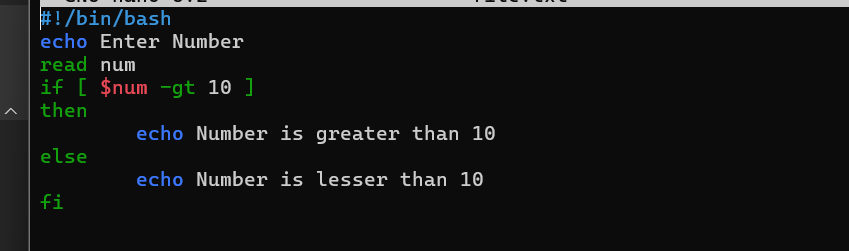 #!/bin/bash
echo Enter Number
read num
if [ $num -gt 10 ]
then
echo Number is greater than 10
else
echo Number is lesser than 10
fi